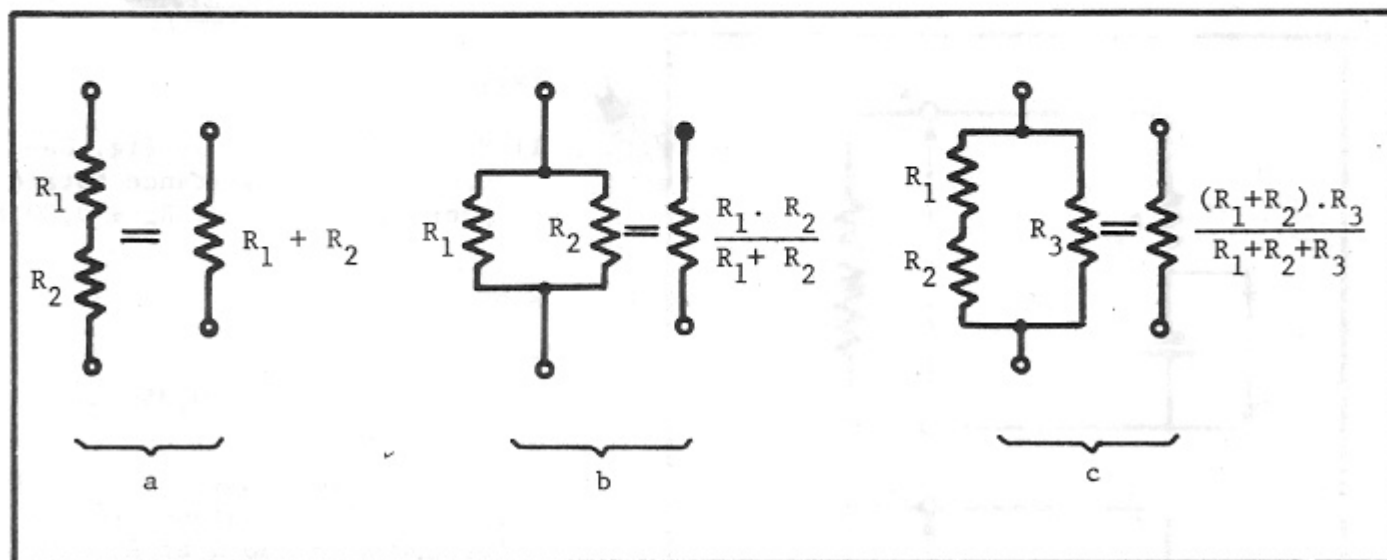 R1
R2
=
R1 + R2
a
R1
R2
=
R1 . R2
R1+ R2
b
R1
R2
R3
=
(R1+R2).R3
R1+R2+R3
c